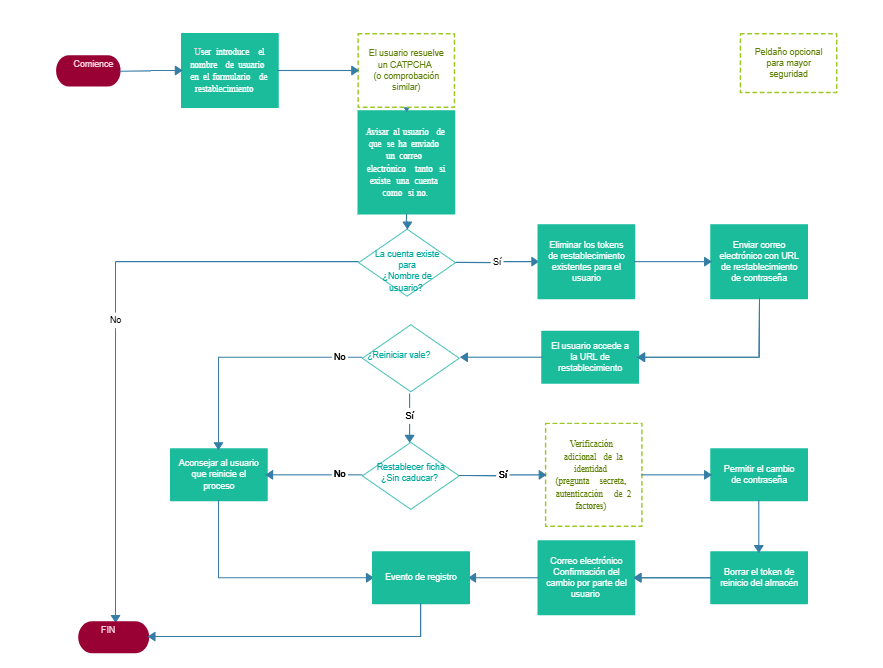 Comience
User introduce el
nombre de usuario
en el formulario de
restablecimiento
El usuario resuelve
un CATPCHA
(o comprobación
similar)
Peldaño opcional
para mayor
seguridad
Avisar al usuario de
que se ha enviado
un correo
electrónico tanto si
existe una cuenta
como si no.
La cuenta existe
para
¿Nombre de
usuario?
Sí
Eliminar los tokens
de restablecimiento
existentes para el
usuario
Enviar correo
electrónico con URL
de restablecimiento
de contraseña
No
El usuario accede a
la URL de
restablecimiento
¿Reiniciar vale?
No
Sí
Aconsejar al usuario
que reinicie el
proceso
No
Restablecer ficha
¿Sin caducar?
Sí
Verificación
adicional de la
identidad
(pregunta secreta,
autenticación de 2
factores)
Permitir el cambio
de contraseña
Evento de registro
Correo electrónico
Confirmación del
cambio por parte del
usuario
Borrar el token de
reinicio del almacén
FIN